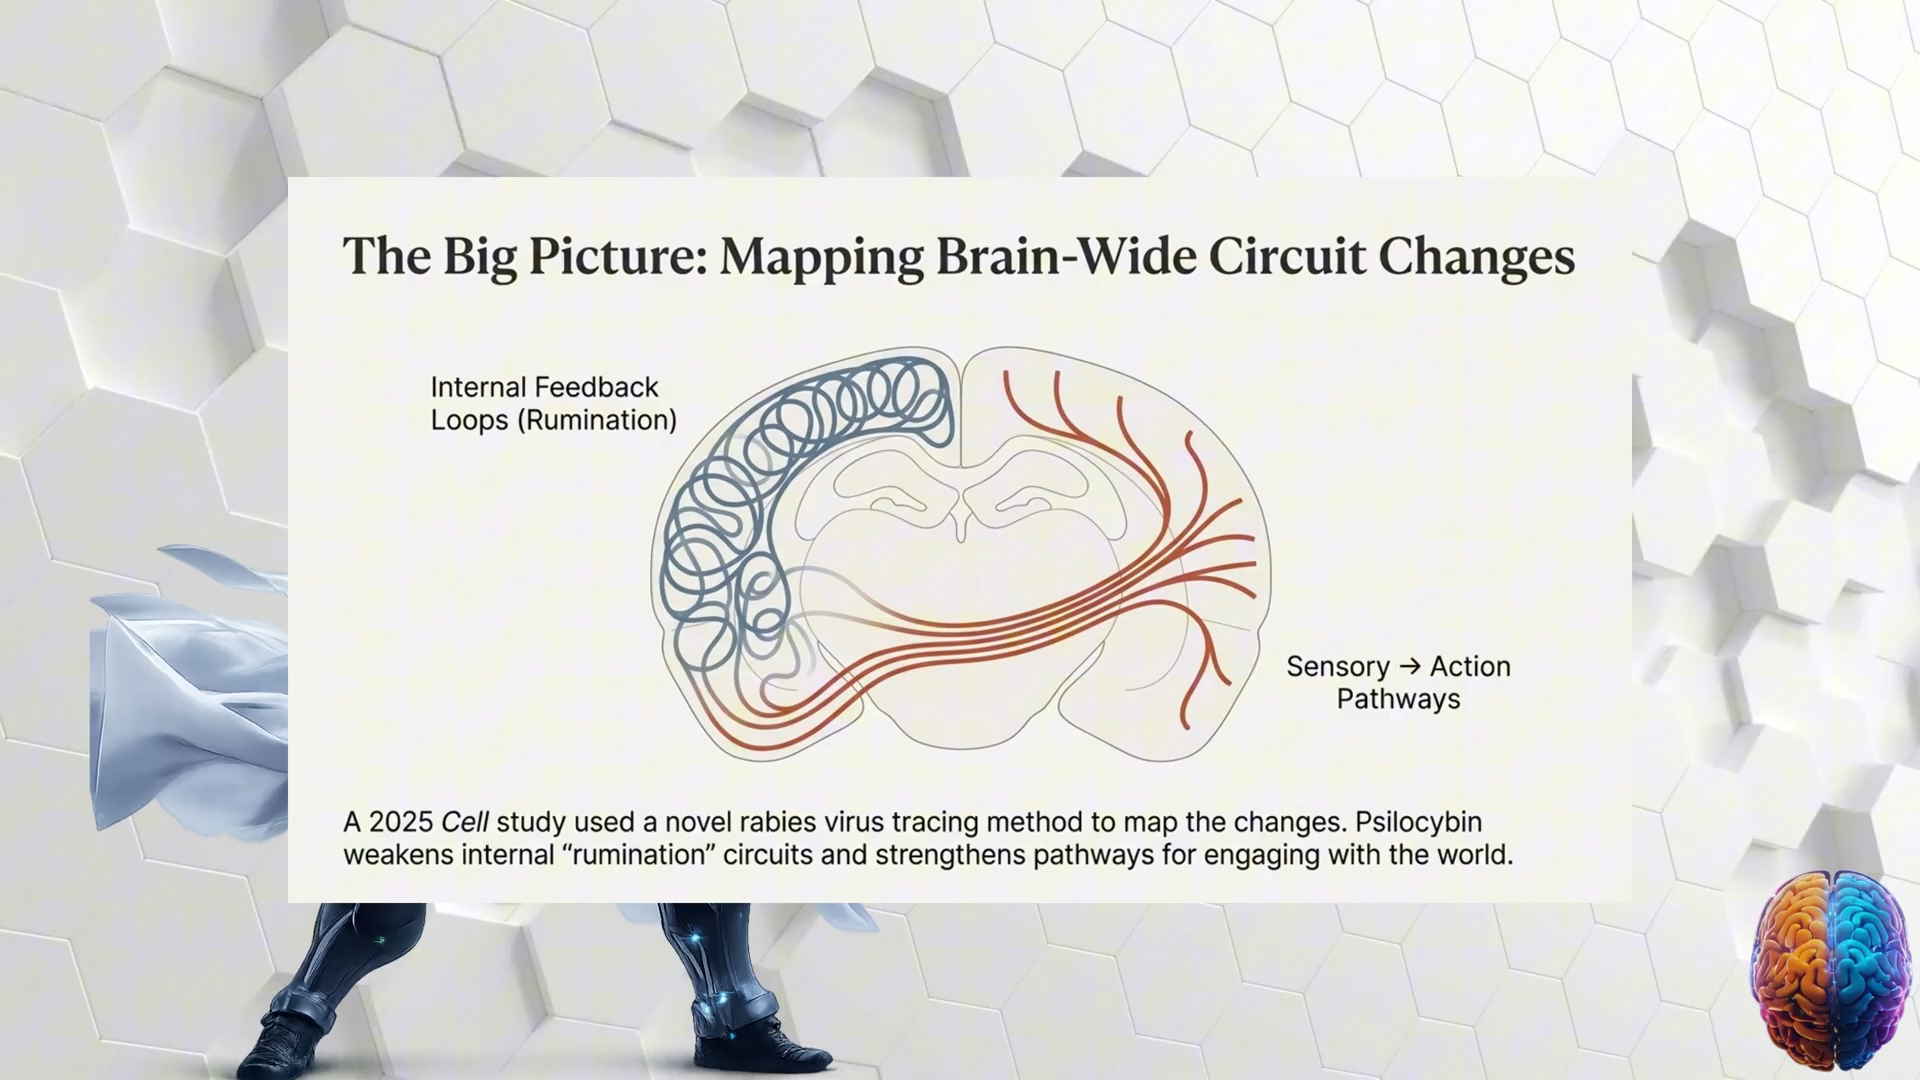 The Big Picture: Mapping Brain-Wide Circuit Changes
Internal Feedback
Loops (Rumination)
Sensory → Action
Pathways
A 2025 Cell study used a novel rabies virus tracing method to map the changes. Psilocybin
weakens internal “rumination” circuits and strengthens pathways for engaging with the world.